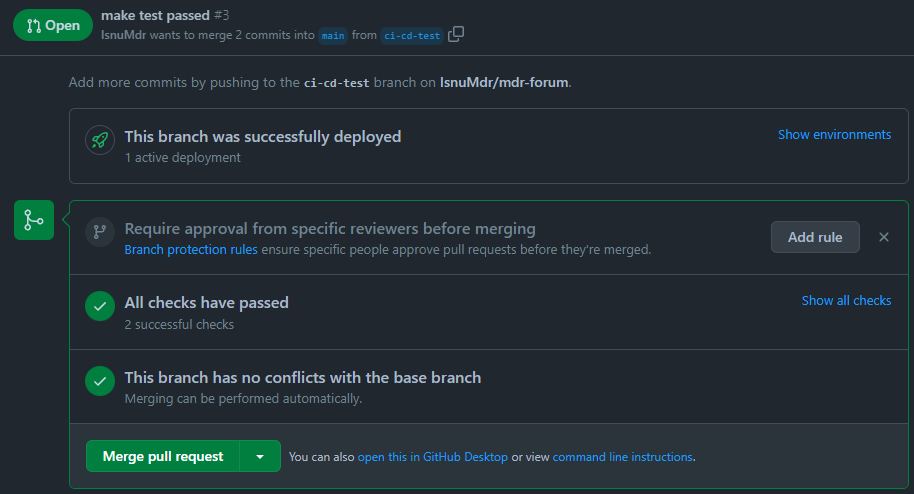 Open
make test passed #3
IsnuMdr wants to merge 2 commits into main from ci-cd-test
Add more commits by pushing to the ci-cd-test branch on IsnuMdr/mdr-forum.
This branch was successfully deployed
Show environments
1 active deployment
Require approval from specific reviewers before merging
Add rule
Branch protection rules ensure specific people approve pull requests before they're merged.
All checks have passed
Show all checks
2 successful checks
This branch has no conflicts with the base branch
Merging can be performed automatically.
Merge pull request
You can also open this in GitHub Desktop or view command line instructions.